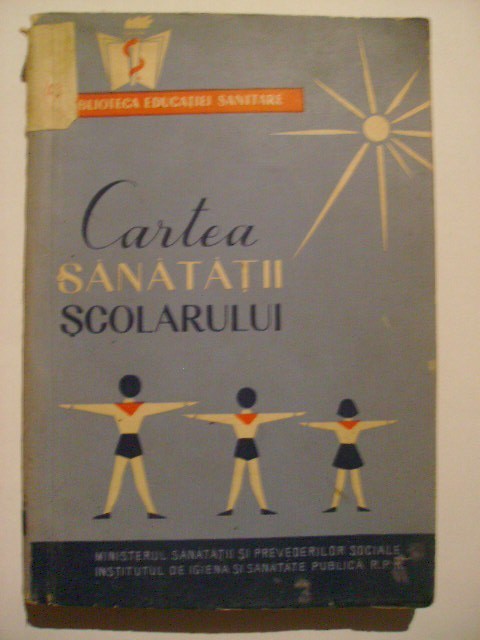 BIBLIOTECA EDUCAȚIEI SANITARE
Cartea
SĂNĂTĂȚII
ȘCOLARULUI
MINISTERUL SĂNĂTĂȚII ȘI PREVEDERILOR SOCIALE
INSTITUTUL DE IGIENĂ ȘI SĂNĂTATE PUBLICĂ R.P.R.